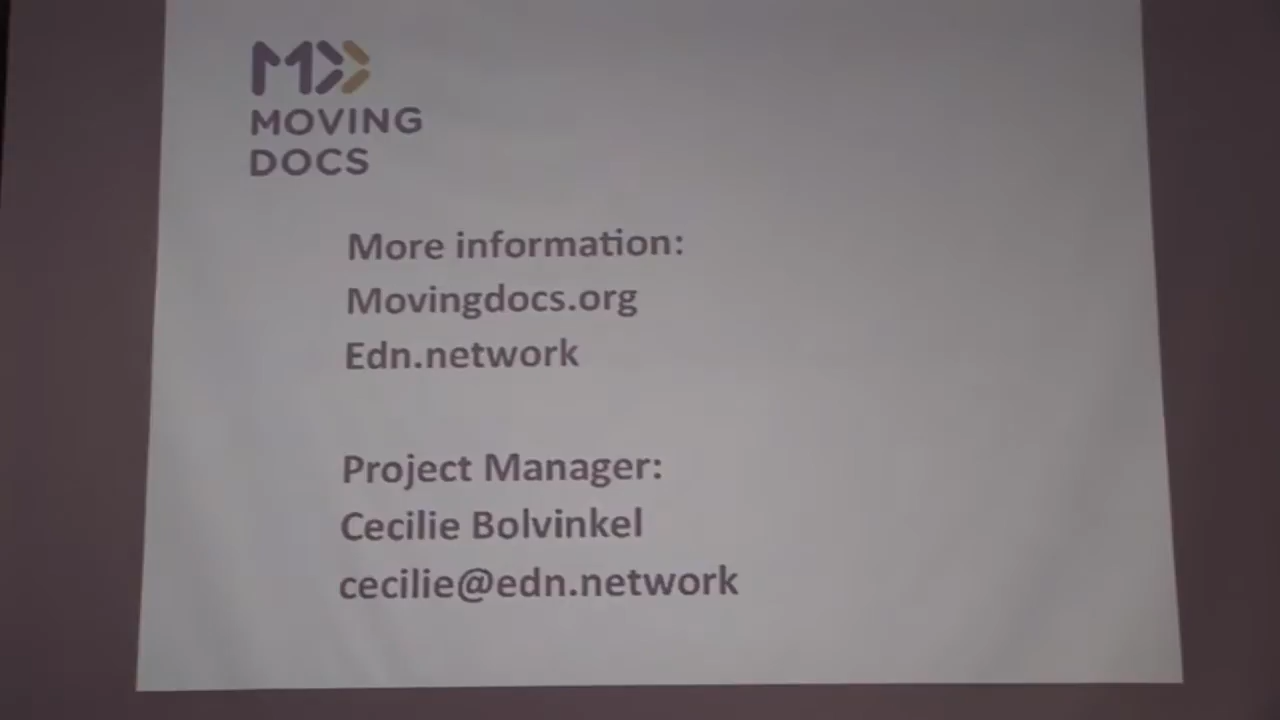 MOVING
DOCS
More information:
Movingdocs.org
Edn.network
Project Manager:
Cecilie Bolvinkel
cecilie@edn.network